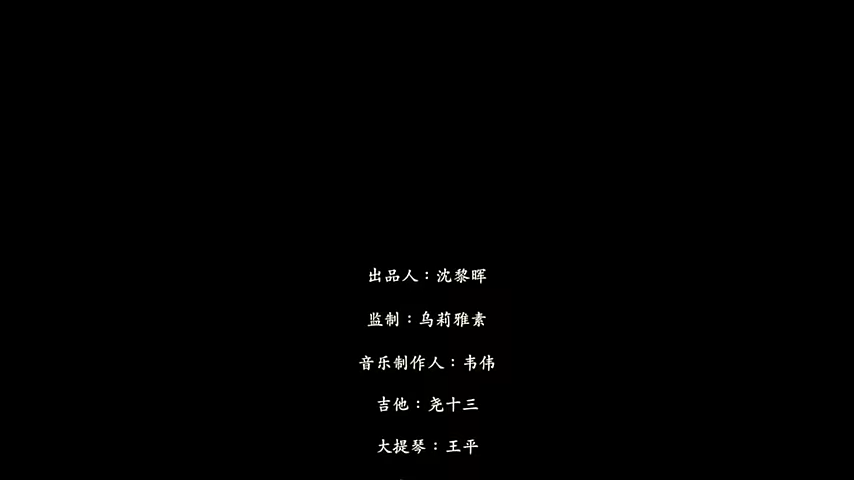 出品人：沈黎晖
监制：乌莉雅素
音乐制作人：韦伟
吉他：尧十三
大提琴：王平